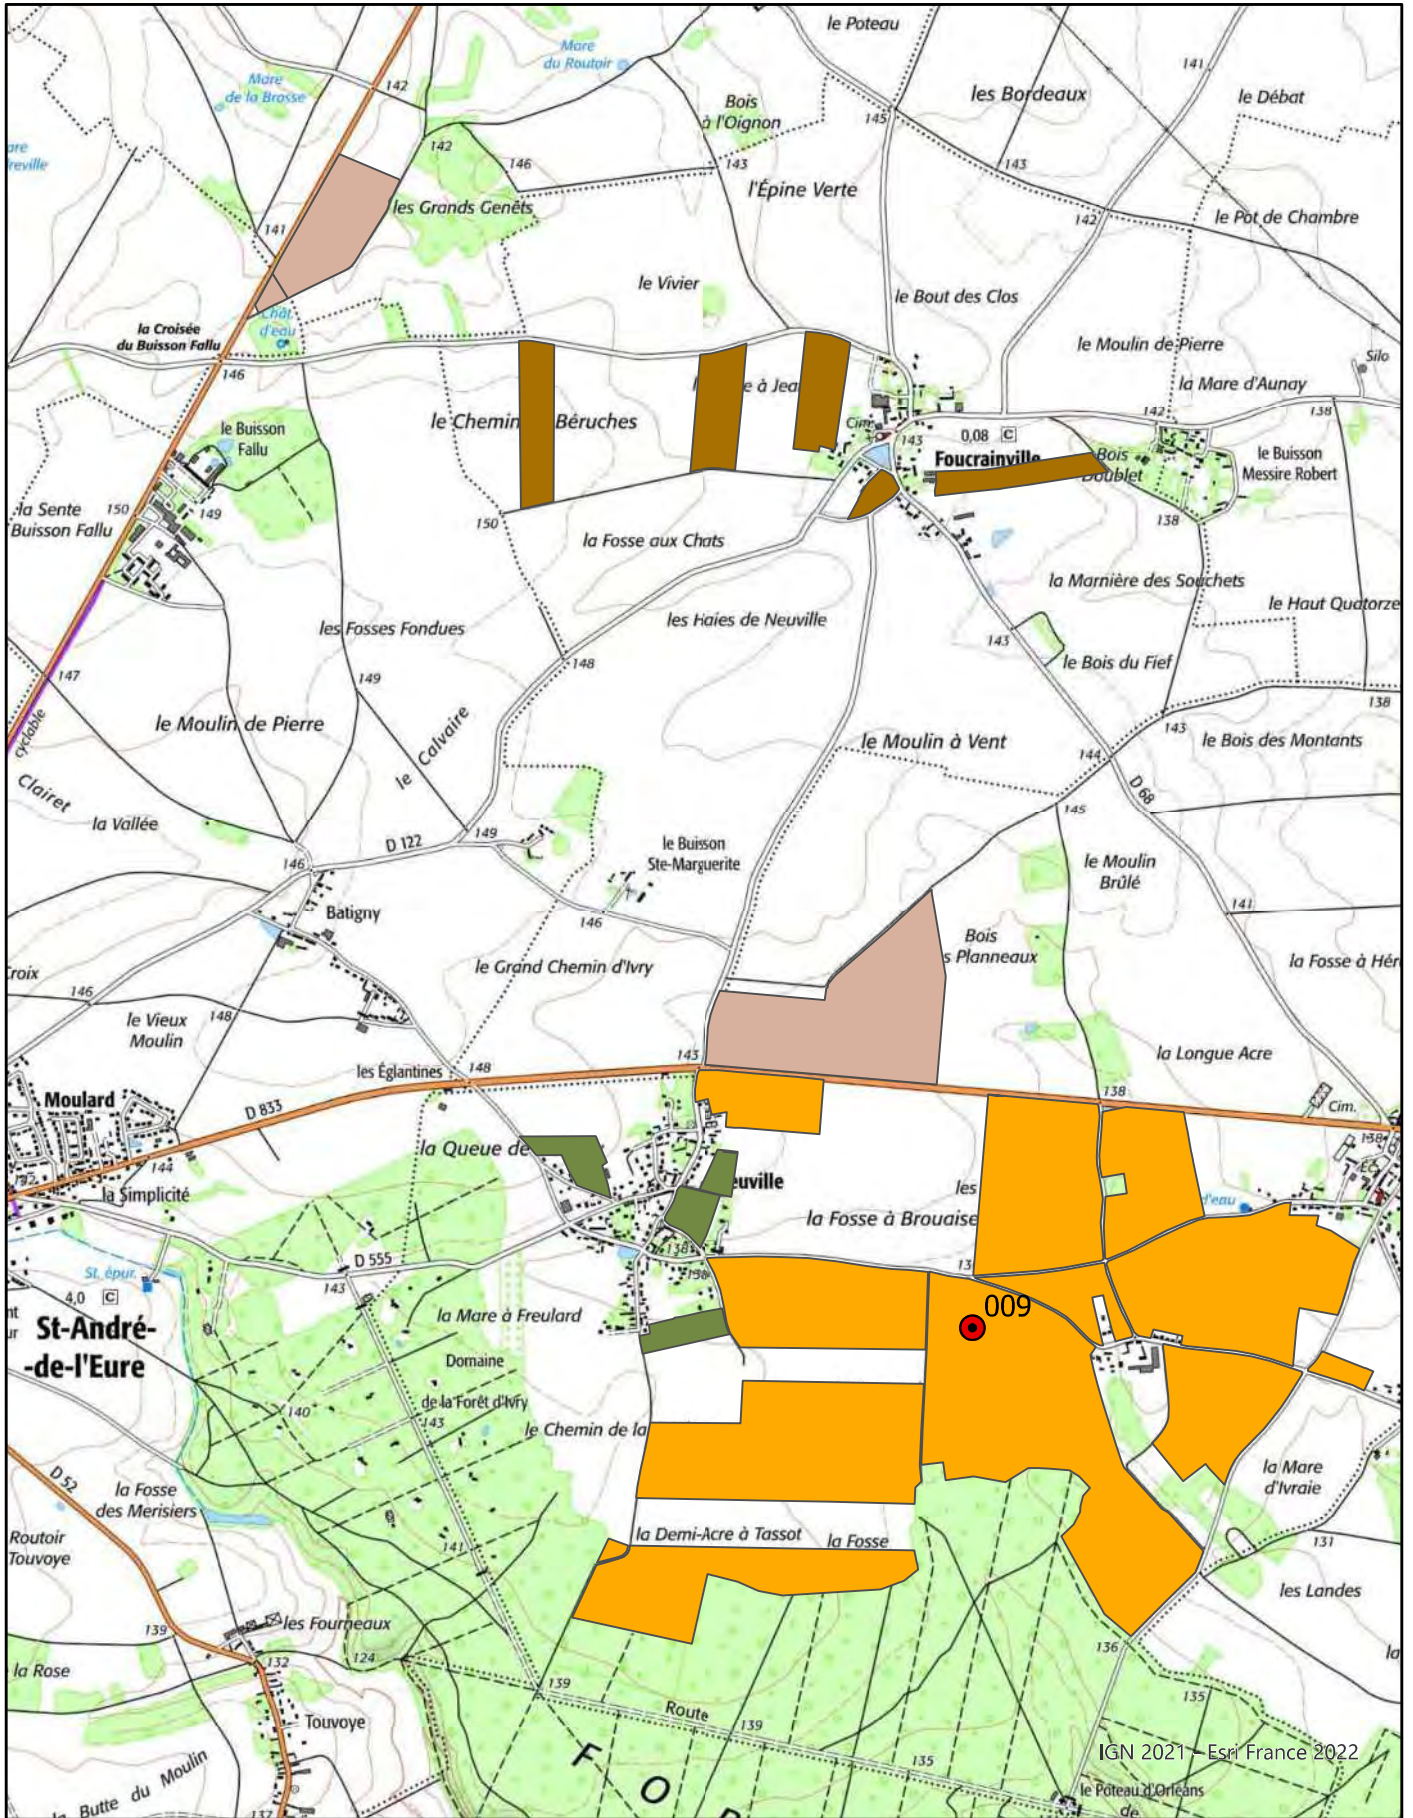 le Poteau
Mare
du Routoir
142
Mare
de la Brosse
Bois
à l'Oignon
les Bordeaux
141
le Débat
145
142
146
143
143
l'Épine Verte
les Grands Genêts
142
le Pot de Chambre
141
le Vivier
le Bout des Clos
Chât.
d'eau
la Croisée
du Buisson Fallu
146
le Moulin de Pierre
Silo
la Mare d'Aunay
142
138
le Chemin
Béruches
Cim.
143
0,08 C
Foucrainville
le Buisson
Fallu
Bois
Doublet
le Buisson
Messire Robert
la Sente
Buisson Fallu
150
149
150
138
la Fosse aux Chats
la Marnière des Souchets
le Haut Quatorze
les Fosses Fondues
les Haies de Neuville
143
le Bois du Fief
148
147
149
138
cyclable
le Moulin de Pierre
le Calvaire
le Moulin à Vent
143
le Bois des Montants
144
D 68
Clairet
la Vallée
145
D 122
149
146
le Buisson
Ste-Marguerite
le Moulin
Brûlé
Batigny
146
141
Bois
s Planneaux
le Grand Chemin d'Ivry
146
148
le Vieux
Moulin
143
la Longue Acre
les Églantines
148
138
Moulard
D 833
Cim.
138
la Queue de
144
la Simplicité
euville
les
d'eau
la Fosse à Brouaise
138
D 555
138
13
St. épur.
143
4,0 C
009
St-André-
-de-l'Eure
la Mare à Freulard
Domaine
de la Forêt d'Ivry
140
143
le Chemin de la
D 52
la Fosse
des Merisiers
la Mare
d'Ivraie
Routoir
Touvoye
la Demi-Acre à Tassot
la Fosse
131
141
les Landes
les Fourneaux
139
132
124
136
la Rose
139
135
Touvoye
Route
139
135
IGN 2021 - Esri France 2022
le Poteau d'Orléans
de
F O
la Butte du Moulin
137